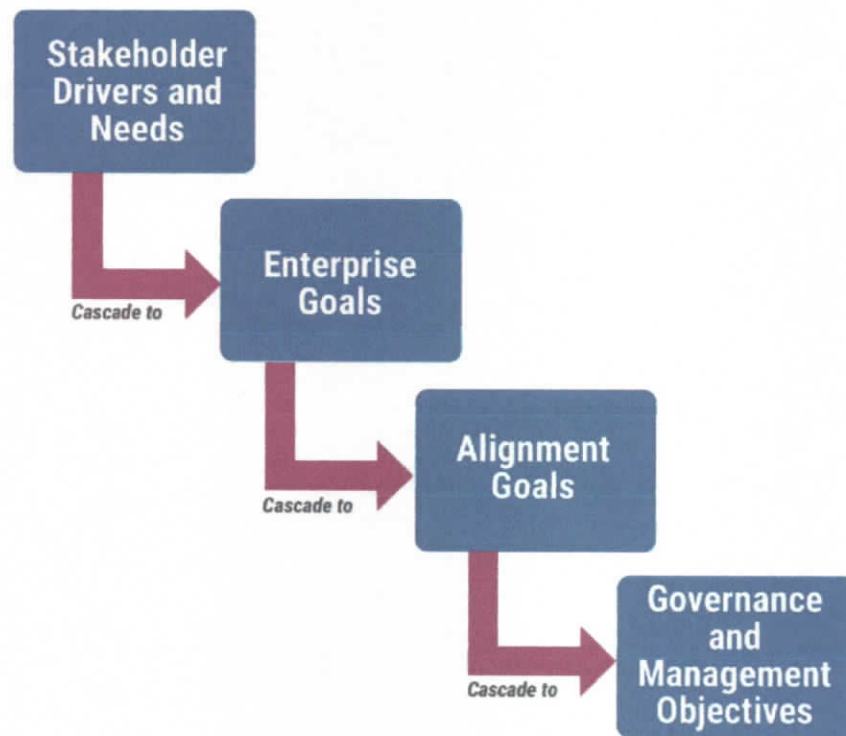 Stakeholder
Drivers and
Needs
Cascade to
Enterprise
Goals
Cascade to
Alignment
Goals
Cascade to
Governance
and
Management
Objectives